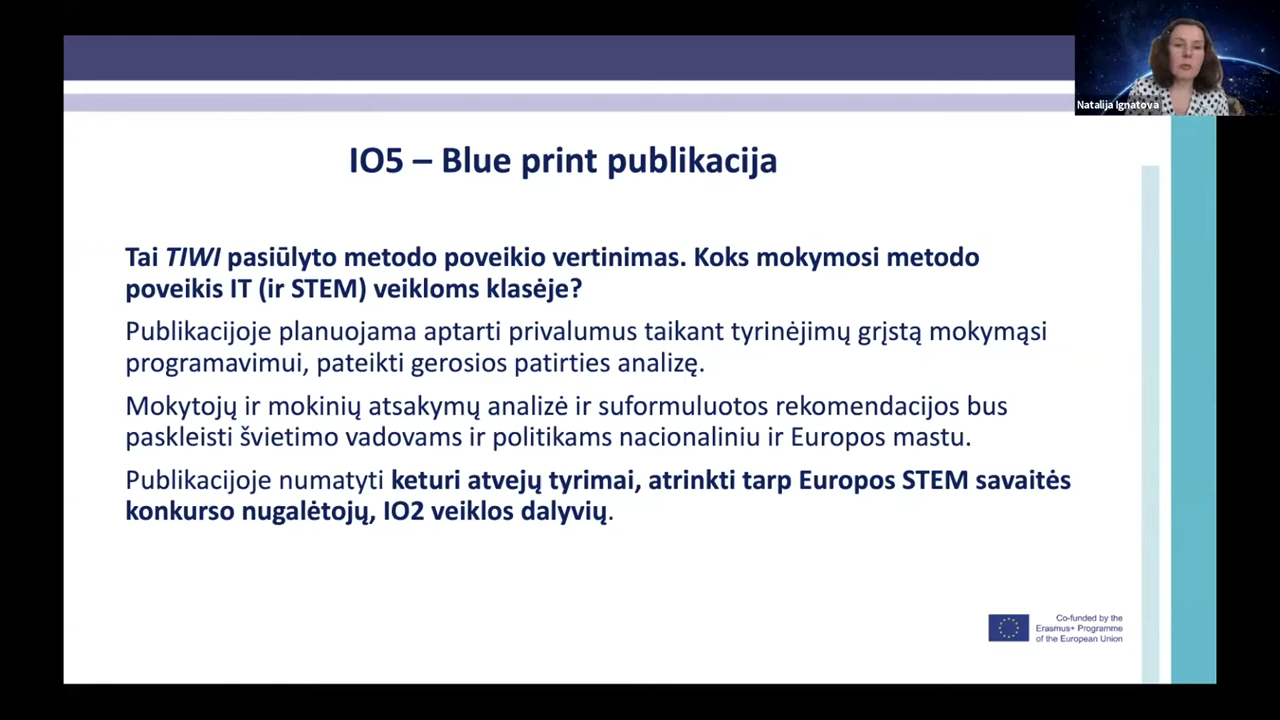 Natalija Ignatova
IO5 – Blue print publikacija
Tai TIWI pasiūlyto metodo poveikio vertinimas. Koks mokymosi metodo
poveikis IT (ir STEM) veikloms klasėje?
Publikacijoje planuojama aptarti privalumus taikant tyrinėjimų grįstą mokymąsi
programavimui, pateikti gerosios patirties analizę.
Mokytojų ir mokinių atsakymų analizė ir suformuluotos rekomendacijos bus
paskleisti švietimo vadovams ir politikams nacionaliniu ir Europos mastu.
Publikacijoje numatyti keturi atvejų tyrimai, atrinkti tarp Europos STEM savaitės
konkurso nugalėtojų, IO2 veiklos dalyvių.
Co-funded by the
Erasmus+ Programme
of the European Union